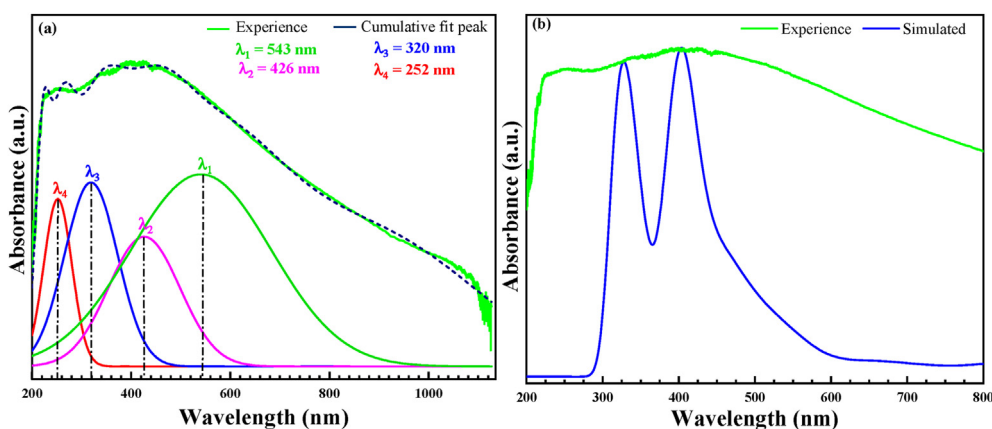 (a)
Experience
Cumulative fit peak
λ1 = 543 nm
λ3 = 320 nm
λ2 = 426 nm
λ4 = 252 nm
λ4
λ3
λ2
λ1
Absorbance (a.u.)
200 400 600 800 1000
Wavelength (nm)
(b)
Experience
Simulated
Absorbance (a.u.)
200 300 400 500 600 700 800
Wavelength (nm)